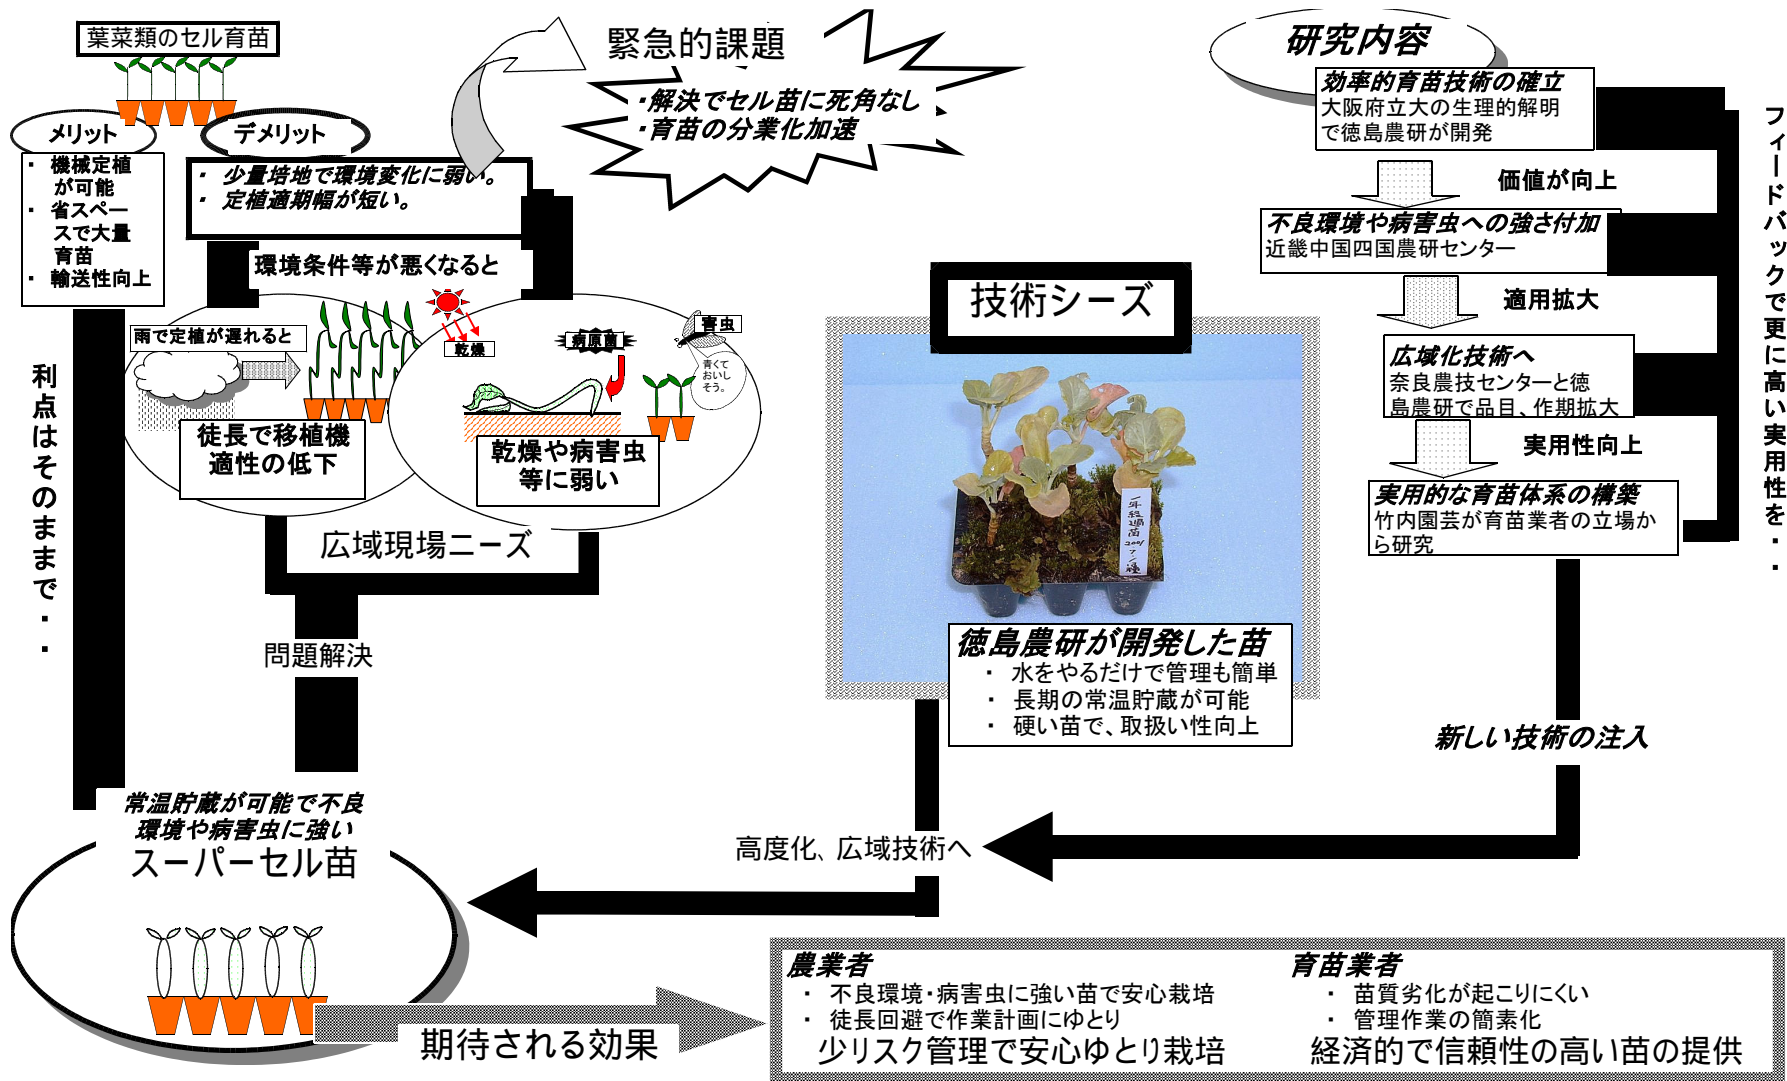 葉菜類のセル育苗
メリット
・ 機械定植
が可能
・ 省スペー
スで大量
育苗
・ 輸送性向上
デメリット
・ 少量培地で環境変化に弱い。
・ 定植適期幅が短い。
環境条件等が悪くなると
緊急的課題
・解決でセル苗に死角なし
・育苗の分業化加速
雨で定植が遅れると
徒長で移植機
適性の低下
乾燥
病原菌
害虫
青くて
おいし
そう。
乾燥や病害虫
等に弱い
広域現場ニーズ
問題解決
利点はそのままで・・
常温貯蔵が可能で不良
環境や病害虫に強い
スーパーセル苗
技術シーズ
一年経過苗
2001
徳島農研が開発した苗
・ 水をやるだけで管理も簡単
・ 長期の常温貯蔵が可能
・ 硬い苗で、取扱い性向上
高度化、広域技術へ
研究内容
効率的育苗技術の確立
大阪府立大の生理的解明
で徳島農研が開発
価値が向上
不良環境や病害虫への強さ付加
近畿中国四国農研センター
適用拡大
広域化技術へ
奈良農技センターと徳
島農研で品目、作期拡大
実用性向上
実用的な育苗体系の構築
竹内園芸が育苗業者の立場か
ら研究
フィードバックで更に高い実用性を・・
新しい技術の注入
期待される効果
農業者
・ 不良環境・病害虫に強い苗で安心栽培
・ 徒長回避で作業計画にゆとり
少リスク管理で安心ゆとり栽培
育苗業者
・ 苗質劣化が起こりにくい
・ 管理作業の簡素化
経済的で信頼性の高い苗の提供